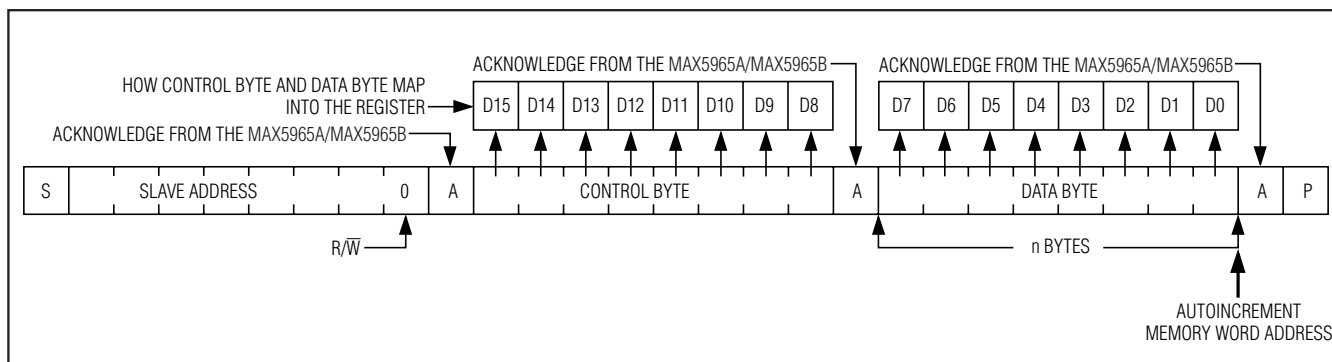 ACKNOWLEDGE FROM THE MAX5965A/MAX5965B
ACKNOWLEDGE FROM THE MAX5965A/MAX5965B
HOW CONTROL BYTE AND DATA BYTE MAP
INTO THE REGISTER
D15 D14 D13 D12 D11 D10 D9 D8
D7 D6 D5 D4 D3 D2 D1 D0
ACKNOWLEDGE FROM THE MAX5965A/MAX5965B
S SLAVE ADDRESS 0 A CONTROL BYTE A DATA BYTE A P
R/W̅
n BYTES
AUTOINCREMENT
MEMORY WORD ADDRESS